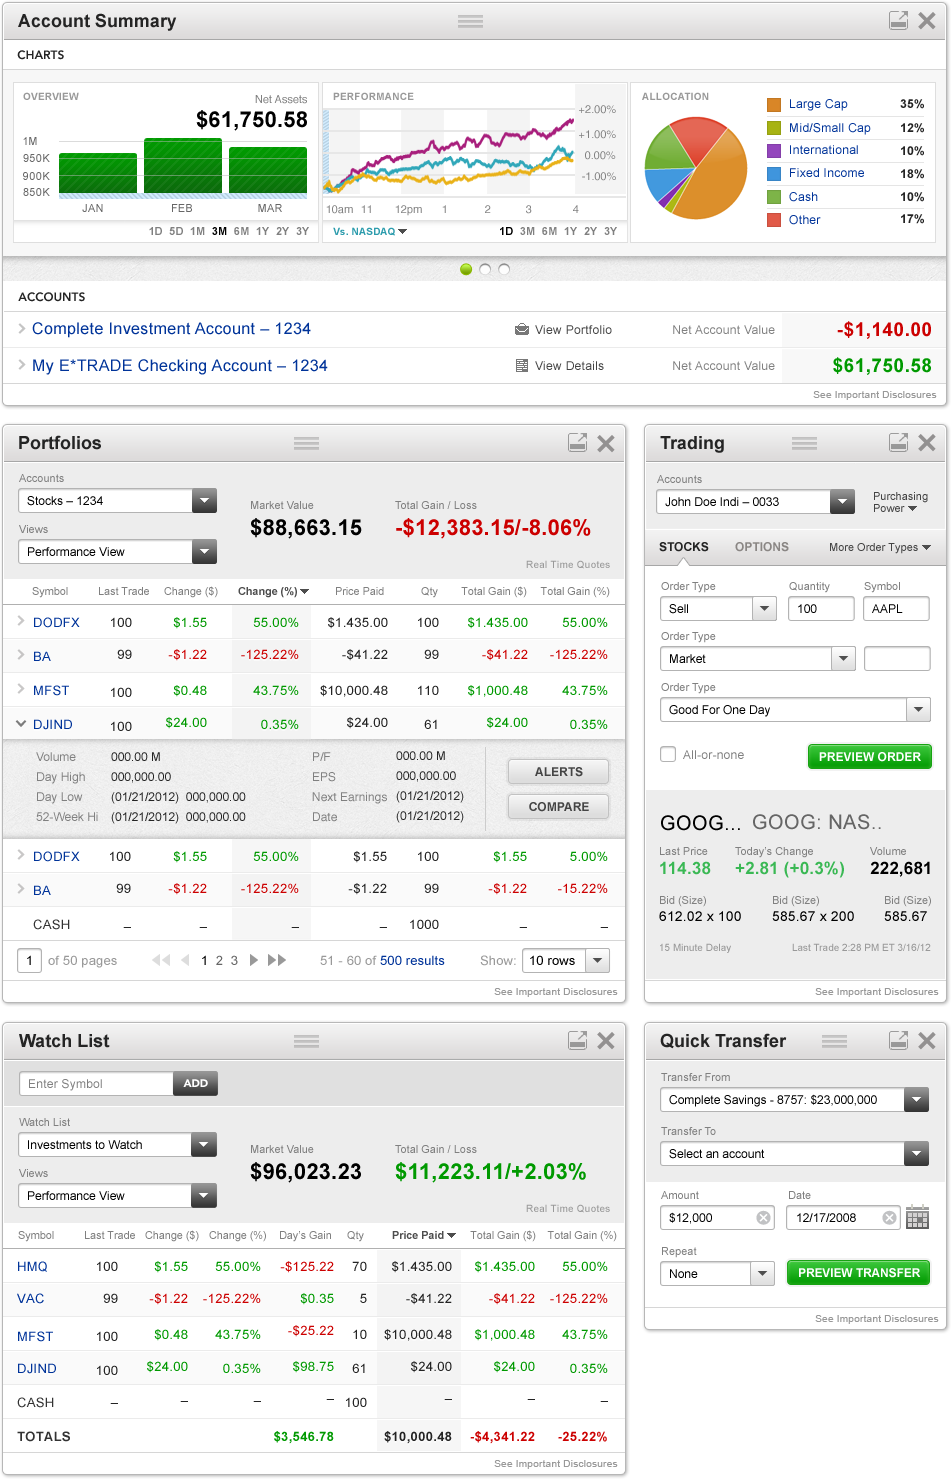 Account Summary
CHARTS
OVERVIEW
Net Assets
$61,750.58
1M
950K
900K
850K
JAN FEB MAR
1D 5D 1M 3M 6M 1Y 2Y 3Y
PERFORMANCE
+2.00%
+1.00%
0.00%
-1.00%
10am 11 12pm 1 2 3 4
Vs. NASDAQ 1D 3M 6M 1Y 2Y 3Y
ALLOCATION
Large Cap 35%
Mid/Small Cap 12%
International 10%
Fixed Income 18%
Cash 10%
Other 17%
ACCOUNTS
Complete Investment Account – 1234 View Portfolio Net Account Value -$1,140.00
My E*TRADE Checking Account – 1234 View Details Net Account Value $61,750.58
See Important Disclosures
Portfolios
Accounts
Stocks – 1234
Views
Performance View
Market Value
$88,663.15
Total Gain / Loss
-$12,383.15/-8.06%
Real Time Quotes
Symbol Last Trade Change ($) Change (%) Price Paid Qty Total Gain ($) Total Gain (%)
DODFX 100 $1.55 55.00% $1.435.00 100 $1.435.00 55.00%
BA 99 -$1.22 -125.22% -$41.22 99 -$41.22 -125.22%
MFST 100 $0.48 43.75% $10,000.48 110 $1,000.48 43.75%
DJIND 100 $24.00 0.35% $24.00 61 $24.00 0.35%
Volume 000.00 M P/F 000.00 M
Day High 000,000.00 EPS 000,000.00
Day Low (01/21/2012) 000,000.00 Next Earnings (01/21/2012)
52-Week Hi (01/21/2012) 000,000.00 Date (01/21/2012)
ALERTS
COMPARE
DODFX 100 $1.55 55.00% $1.55 100 $1.55 5.00%
BA 99 -$1.22 -125.22% -$1.22 99 -$1.22 -15.22%
CASH – – – – 1000 – –
1 of 50 pages 1 2 3 51 - 60 of 500 results Show: 10 rows
See Important Disclosures
Trading
Accounts
John Doe Indi – 0033
Purchasing
Power
STOCKS OPTIONS More Order Types
Order Type Quantity Symbol
Sell 100 AAPL
Order Type
Market
Order Type
Good For One Day
All-or-none PREVIEW ORDER
GOOG... GOOG: NAS..
Last Price Today's Change Volume
114.38 +2.81 (+0.3%) 222,681
Bid (Size) Bid (Size) Bid (Size)
612.02 x 100 585.67 x 200 585.67
15 Minute Delay Last Trade 2:28 PM ET 3/16/12
See Important Disclosures
Watch List
Enter Symbol ADD
Watch List
Investments to Watch
Views
Performance View
Market Value
$96,023.23
Total Gain / Loss
$11,223.11/+2.03%
Real Time Quotes
Symbol Last Trade Change ($) Change (%) Day's Gain Qty Price Paid Total Gain ($) Total Gain (%)
HMQ 100 $1.55 55.00% -$125.22 70 $1.435.00 $1.435.00 55.00%
VAC 99 -$1.22 -125.22% $0.35 5 -$41.22 -$41.22 -125.22%
MFST 100 $0.48 43.75% -$25.22 10 $10,000.48 $1,000.48 43.75%
DJIND 100 $24.00 0.35% $98.75 61 $24.00 $24.00 0.35%
CASH – – – – 100 – – –
TOTALS $3,546.78 $10,000.48 -$4,341.22 -25.22%
See Important Disclosures
Quick Transfer
Transfer From
Complete Savings - 8757: $23,000,000
Transfer To
Select an account
Amount Date
$12,000 12/17/2008
Repeat
None PREVIEW TRANSFER
See Important Disclosures